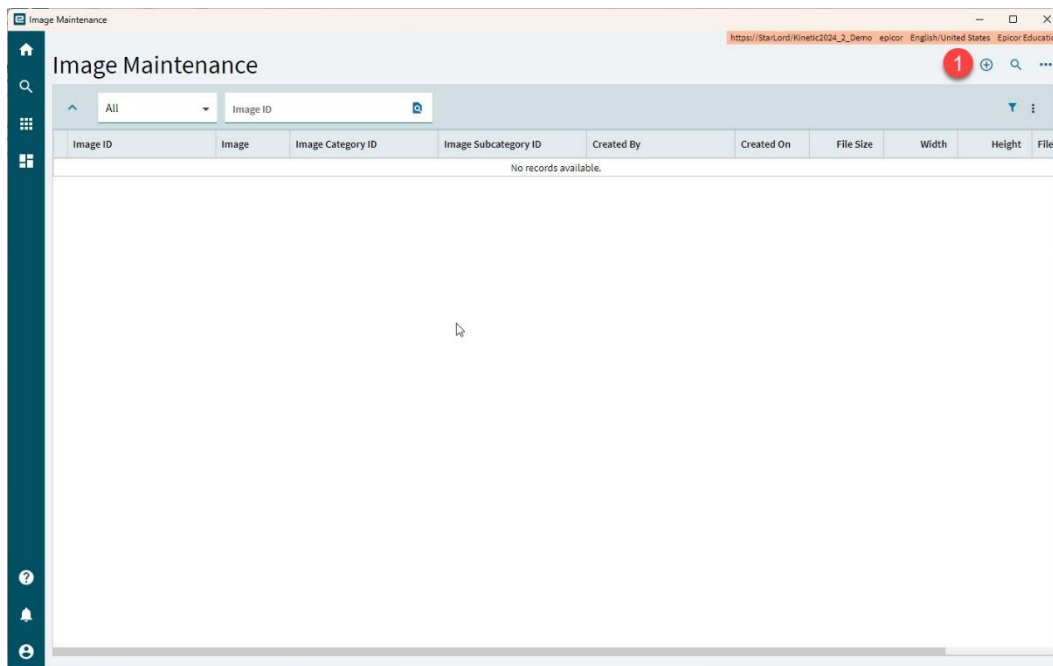 Image Maintenance
https://StarLord/Kinetic2024_2_Demo epicor English/United States Epicor Educatio
Image Maintenance
1
All
Image ID
Image ID Image Image Category ID Image Subcategory ID Created By Created On File Size Width Height File
No records available.